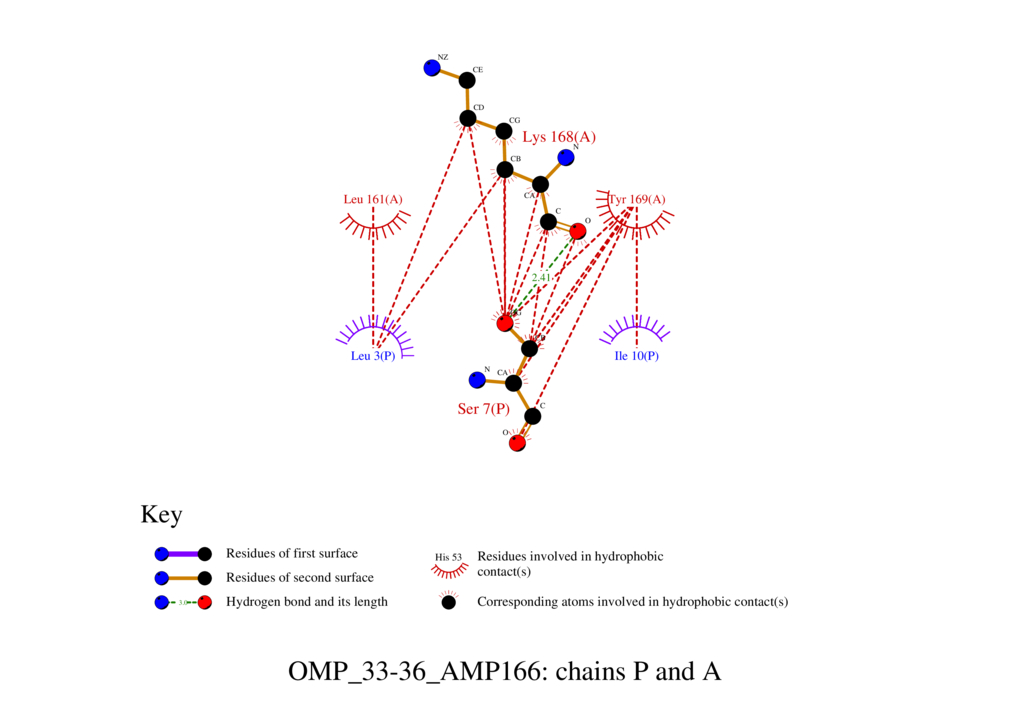 NZ
CE
CD
CG
Lys 168(A)
N
CB
CA
Leu 161(A)
Tyr 169(A)
C
O
2.41
Leu 3(P)
Ile 10(P)
N
CA
Ser 7(P)
C
O
Key
Residues of first surface
Residues of second surface
3.0
Hydrogen bond and its length
His 53
Residues involved in hydrophobic
contact(s)
Corresponding atoms involved in hydrophobic contact(s)
OMP_33-36_AMP166: chains P and A